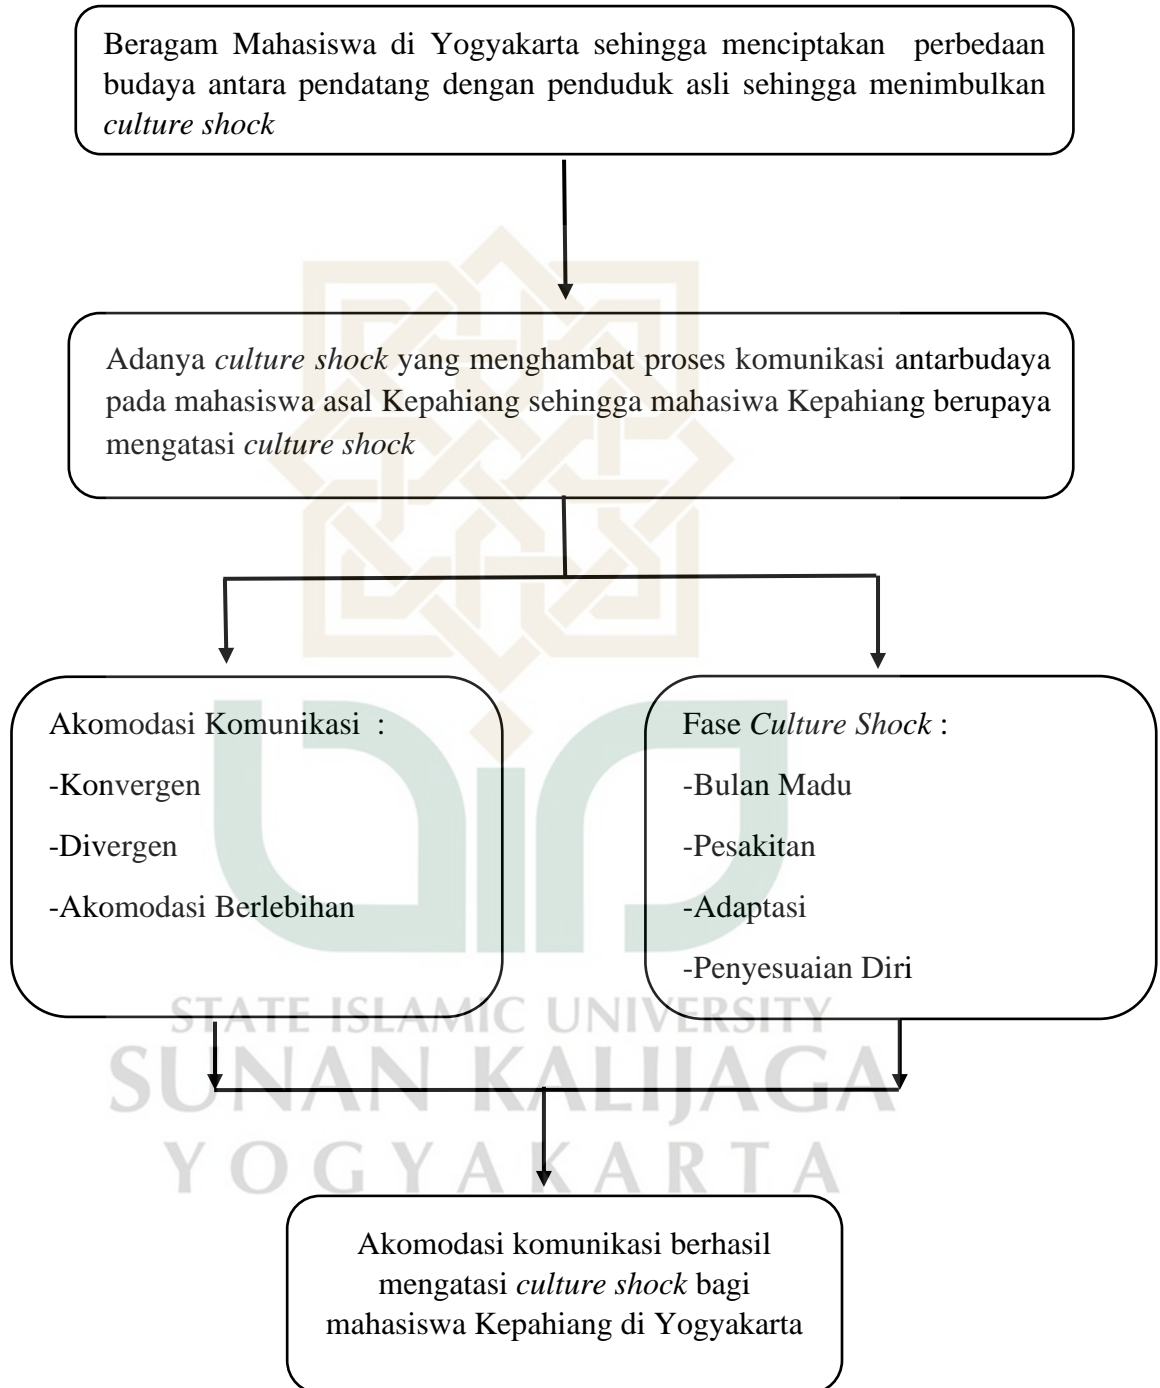 Beragam Mahasiswa di Yogyakarta sehingga menciptakan perbedaan
budaya antara pendatang dengan penduduk asli sehingga menimbulkan
culture shock
Adanya culture shock yang menghambat proses komunikasi antarbudaya
pada mahasiswa asal Kepahiang sehingga mahasiwa Kepahiang berupaya
mengatasi culture shock
Akomodasi Komunikasi :
-Konvergen
-Divergen
-Akomodasi Berlebihan
Fase Culture Shock :
-Bulan Madu
-Pesakitan
-Adaptasi
-Penyesuaian Diri
STATE ISLAMIC UNIVERSITY
SUNAN KALIJAGA
YOGYAKARTA
Akomodasi komunikasi berhasil
mengatasi culture shock bagi
mahasiswa Kepahiang di Yogyakarta